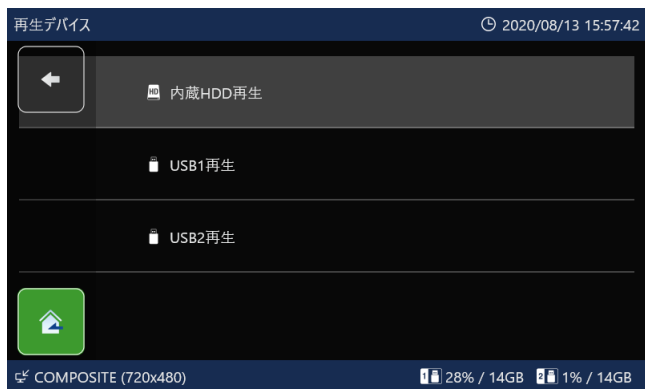 再生デバイス 2020/08/13 15:57:42
HD 内蔵HDD再生
USB1再生
USB2再生
COMPOSITE (720x480) 1 28% / 14GB 2 1% / 14GB